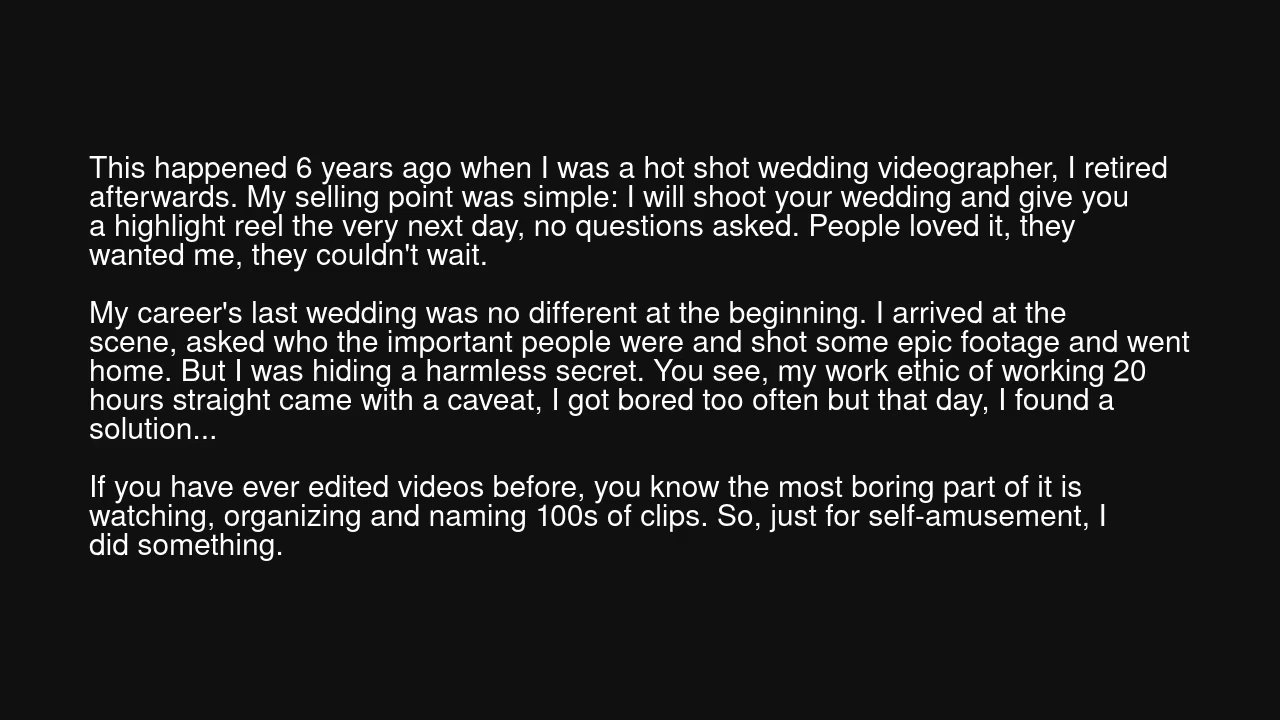 This happened 6 years ago when I was a hot shot wedding videographer, I retired
afterwards. My selling point was simple: I will shoot your wedding and give you
a highlight reel the very next day, no questions asked. People loved it, they
wanted me, they couldn't wait.
My career's last wedding was no different at the beginning. I arrived at the
scene, asked who the important people were and shot some epic footage and went
home. But I was hiding a harmless secret. You see, my work ethic of working 20
hours straight came with a caveat, I got bored too often but that day, I found a
solution...
If you have ever edited videos before, you know the most boring part of it is
watching, organizing and naming 100s of clips. So, just for self-amusement, I
did something.